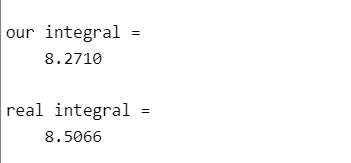 our integral =
8.2710
real integral =
8.5066